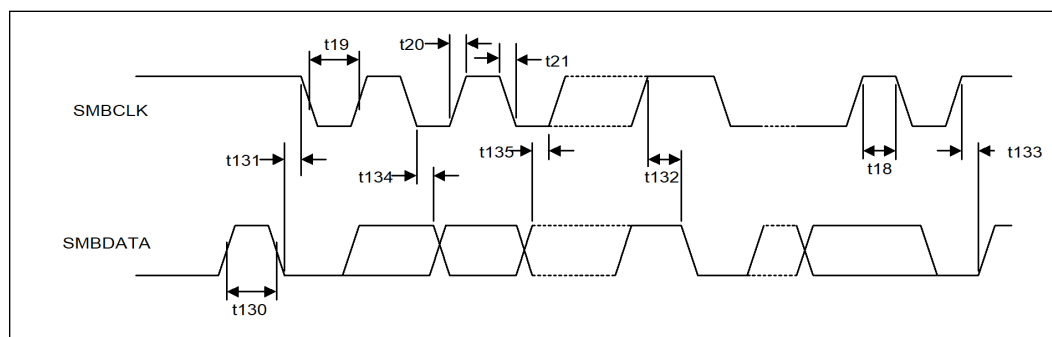 t19
t20
t21
SMBCLK
t131
t134
t135
t132
t18
t133
SMBDATA
t130